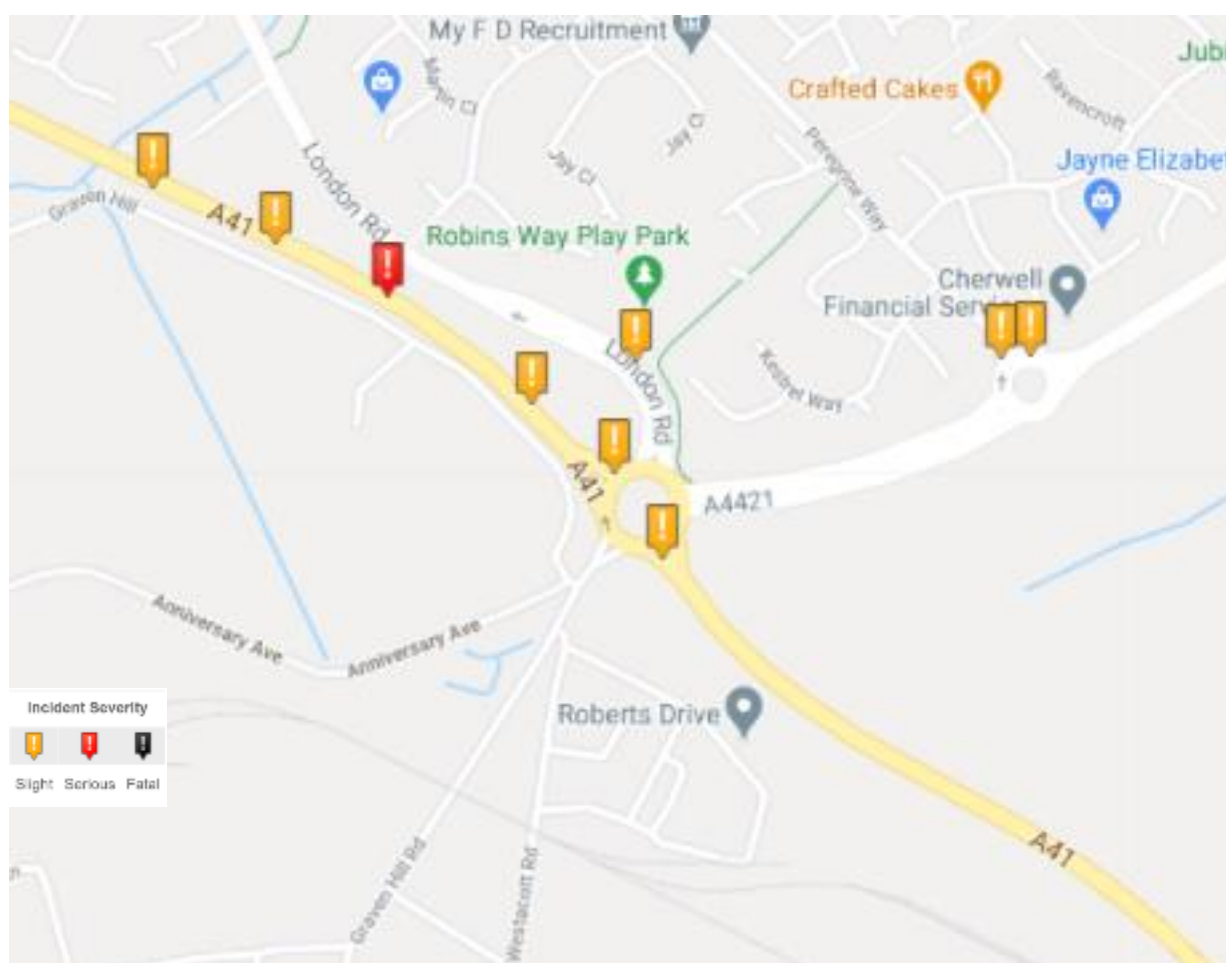 My F D Recruitment
Jubi
Crafted Cakes
Martin Cl
Ravencroft
Jay Cl
Jay Cl
Peregrine Way
Jayne Elizabet
London Rd
Graven Hill
A41
Robins Way Play Park
Cherwell
Financial Serv
London Rd
Kestrel Way
A41
A4421
Anniversary Ave
Anniversary Ave
Incident Severity
Slight Serious Fatal
Roberts Drive
A41
Graven Hill Rd
Westacott Rd